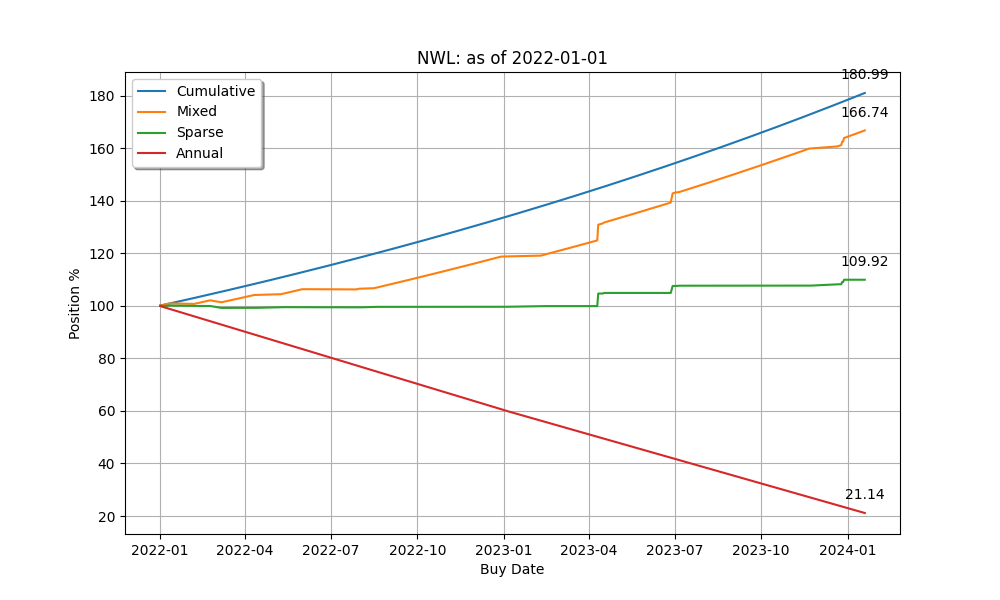 NWL: as of 2022-01-01
Cumulative
Mixed
Sparse
Annual
180.99
166.74
109.92
21.14
Position %
180
160
140
120
100
80
60
40
20
2022-01 2022-04 2022-07 2022-10 2023-01 2023-04 2023-07 2023-10 2024-01
Buy Date